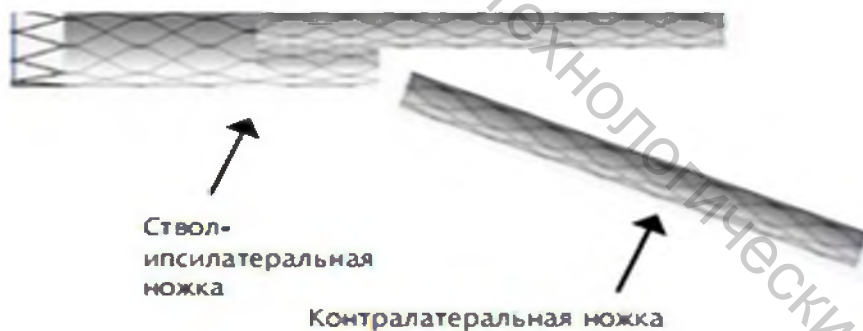 Ствол-
ипсилатеральная
ножка
Контралатеральная ножка